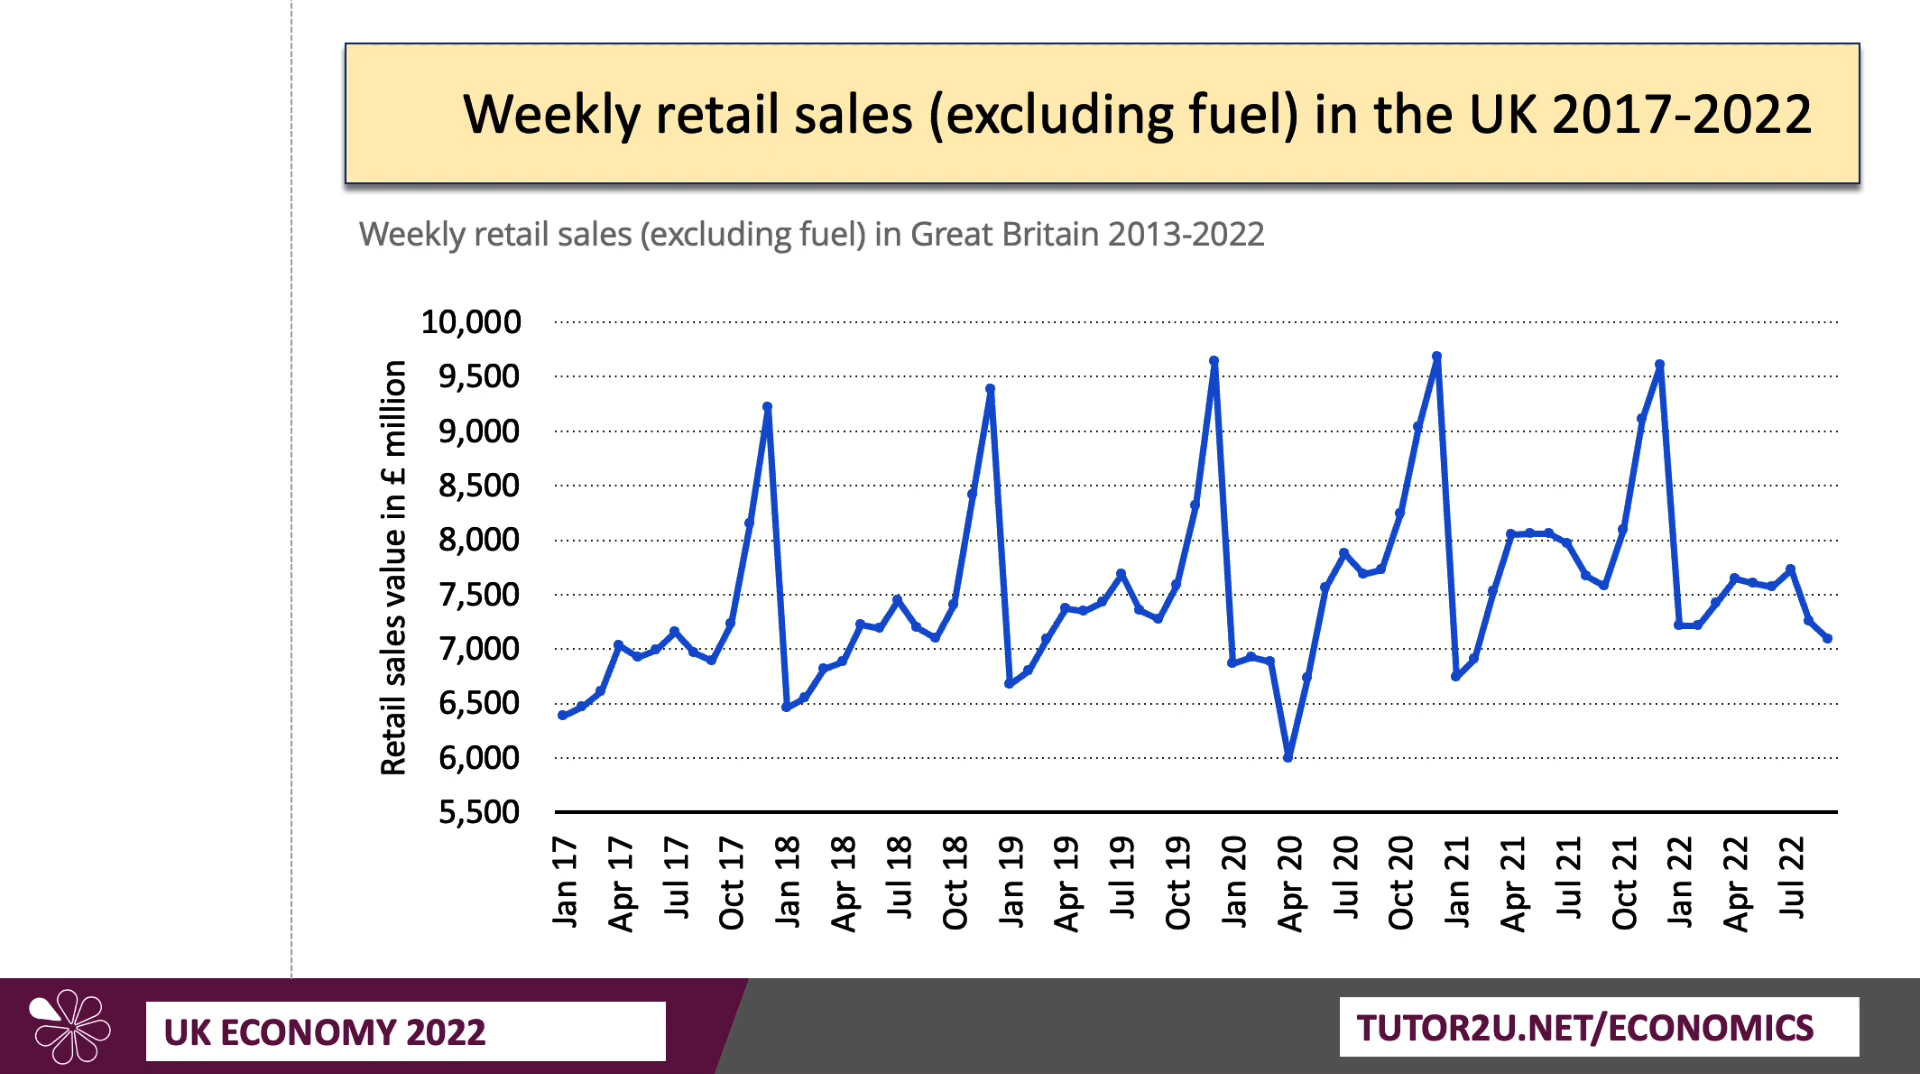 Weekly retail sales (excluding fuel) in the UK 2017-2022
Weekly retail sales (excluding fuel) in Great Britain 2013-2022
Retail sales value in £ million
10,000
9,500
9,000
8,500
8,000
7,500
7,000
6,500
6,000
5,500
Jan 17
Apr 17
Jul 17
Oct 17
Jan 18
Apr 18
Jul 18
Oct 18
Jan 19
Apr 19
Jul 19
Oct 19
Jan 20
Apr 20
Jul 20
Oct 20
Jan 21
Apr 21
Jul 21
Oct 21
Jan 22
Apr 22
Jul 22
UK ECONOMY 2022
TUTOR2U.NET/ECONOMICS